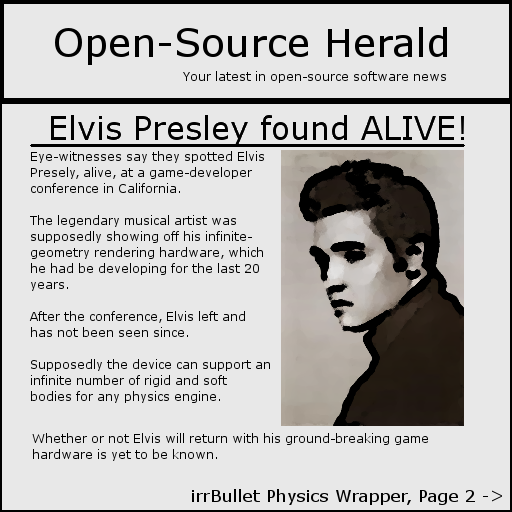 Open-Source Herald
Your latest in open-source software news
Elvis Presley found ALIVE!
Eye-witnesses say they spotted Elvis
Presely, alive, at a game-developer
conference in California.
The legendary musical artist was
supposedly showing off his infinite-
geometry rendering hardware, which
he had be developing for the last 20
years.
After the conference, Elvis left and
has not been seen since.
Supposedly the device can support an
infinite number of rigid and soft
bodies for any physics engine.
Whether or not Elvis will return with his ground-breaking game
hardware is yet to be known.
irrBullet Physics Wrapper, Page 2 ->